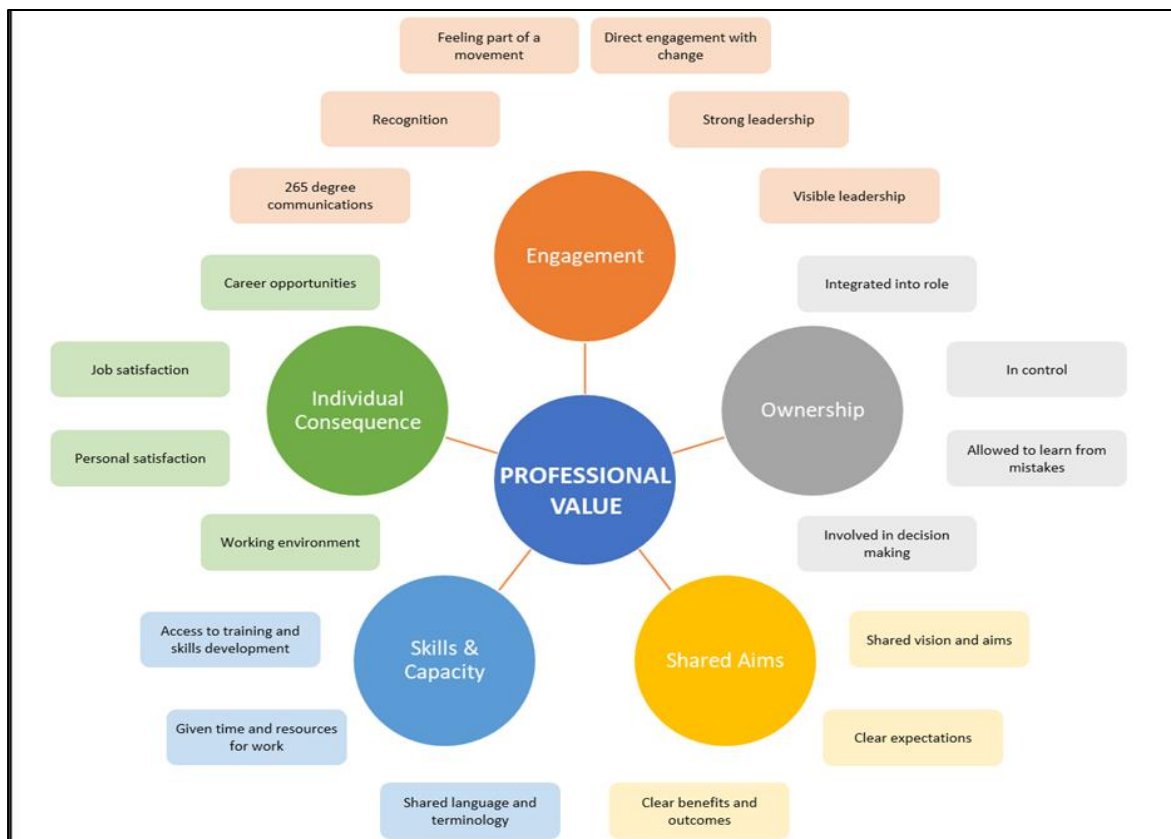 Feeling part of a
movement
Direct engagement with
change
Recognition
Strong leadership
265 degree
communications
Visible leadership
Engagement
Career opportunities
Integrated into role
Job satisfaction
In control
Individual
Consequence
Ownership
Personal satisfaction
Allowed to learn from
mistakes
PROFESSIONAL
VALUE
Working environment
Involved in decision
making
Access to training and
skills development
Skills &
Capacity
Shared Aims
Shared vision and aims
Given time and resources
for work
Clear expectations
Shared language and
terminology
Clear benefits and
outcomes